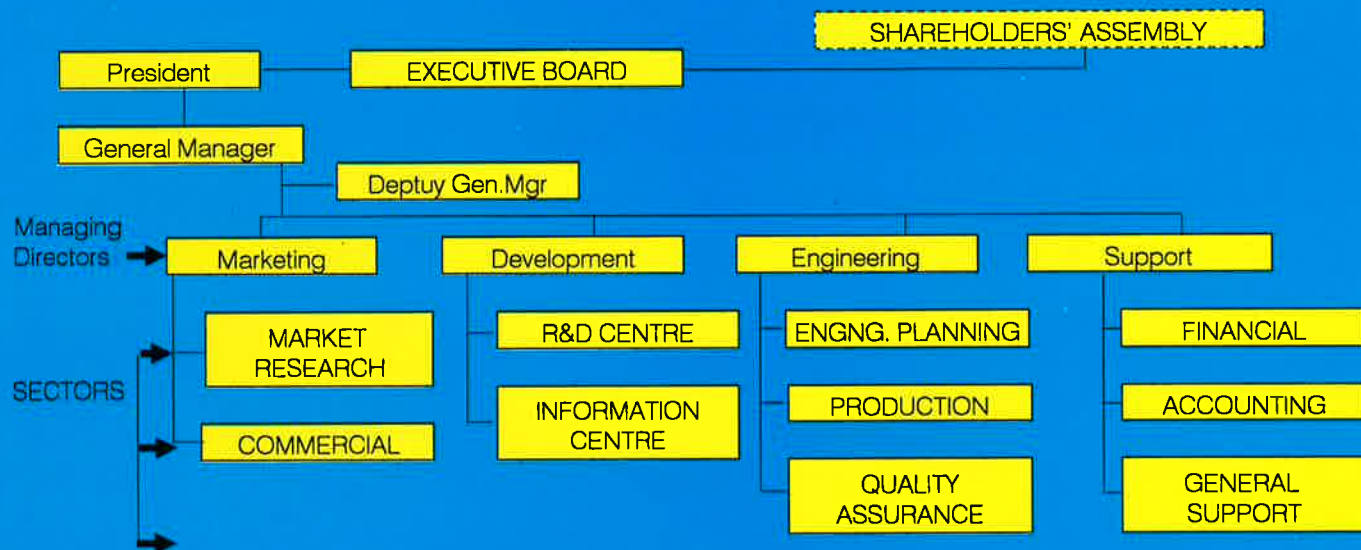 SHAREHOLDERS' ASSEMBLY
President
EXECUTIVE BOARD
General Manager
Deptuy Gen.Mgr
Managing
Directors
Marketing
Development
Engineering
Support
SECTORS
MARKET
RESEARCH
COMMERCIAL
R&D CENTRE
INFORMATION
CENTRE
ENGNG. PLANNING
PRODUCTION
QUALITY
ASSURANCE
FINANCIAL
ACCOUNTING
GENERAL
SUPPORT